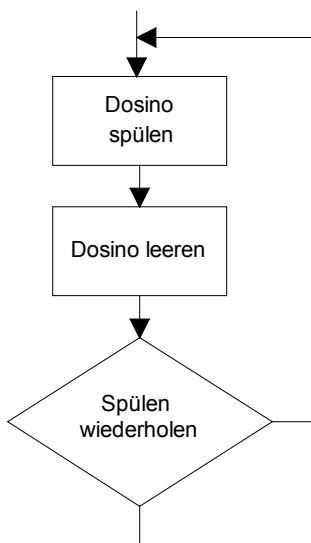 Dosino
spülen
Dosino leeren
Spülen
wiederholen